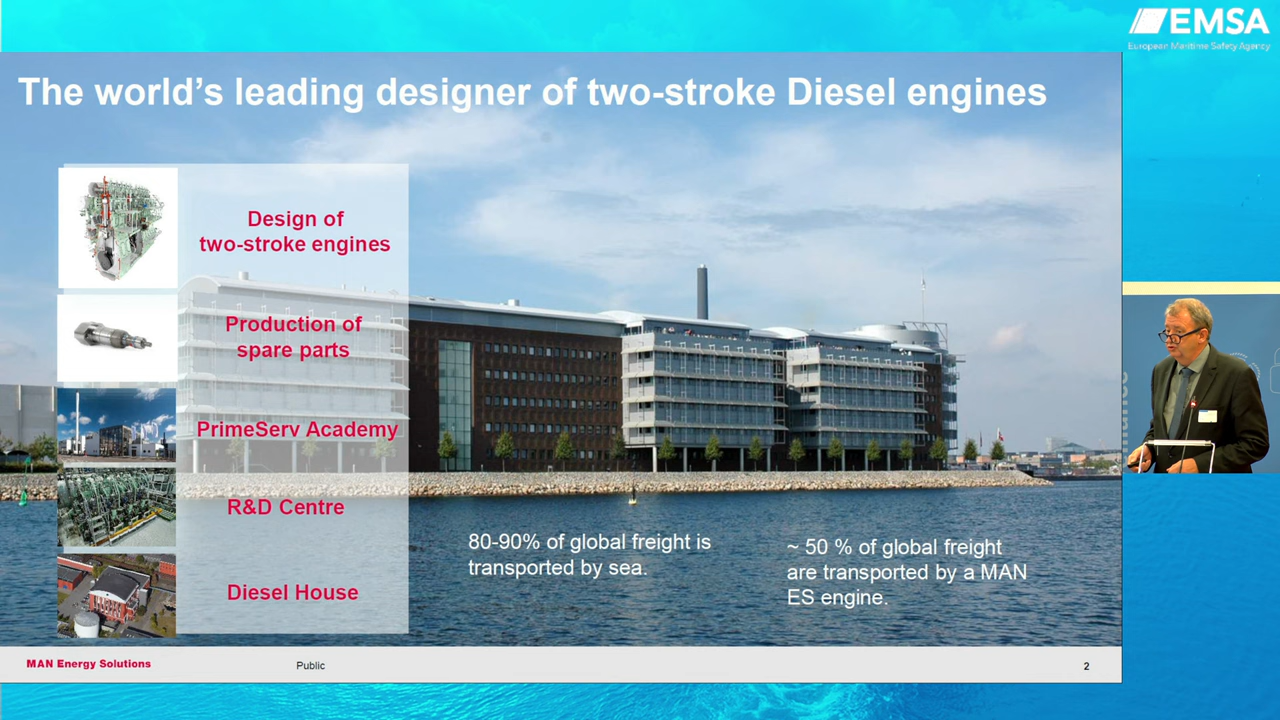 EMSA
European Maritime Safety Agency
The world's leading designer of two-stroke Diesel engines
Design of
two-stroke engines
Production of
spare parts
PrimeServ Academy
R&D Centre
Diesel House
80-90% of global freight is
transported by sea.
~ 50 % of global freight
are transported by a MAN
ES engine.
MAN Energy Solutions
Public
2